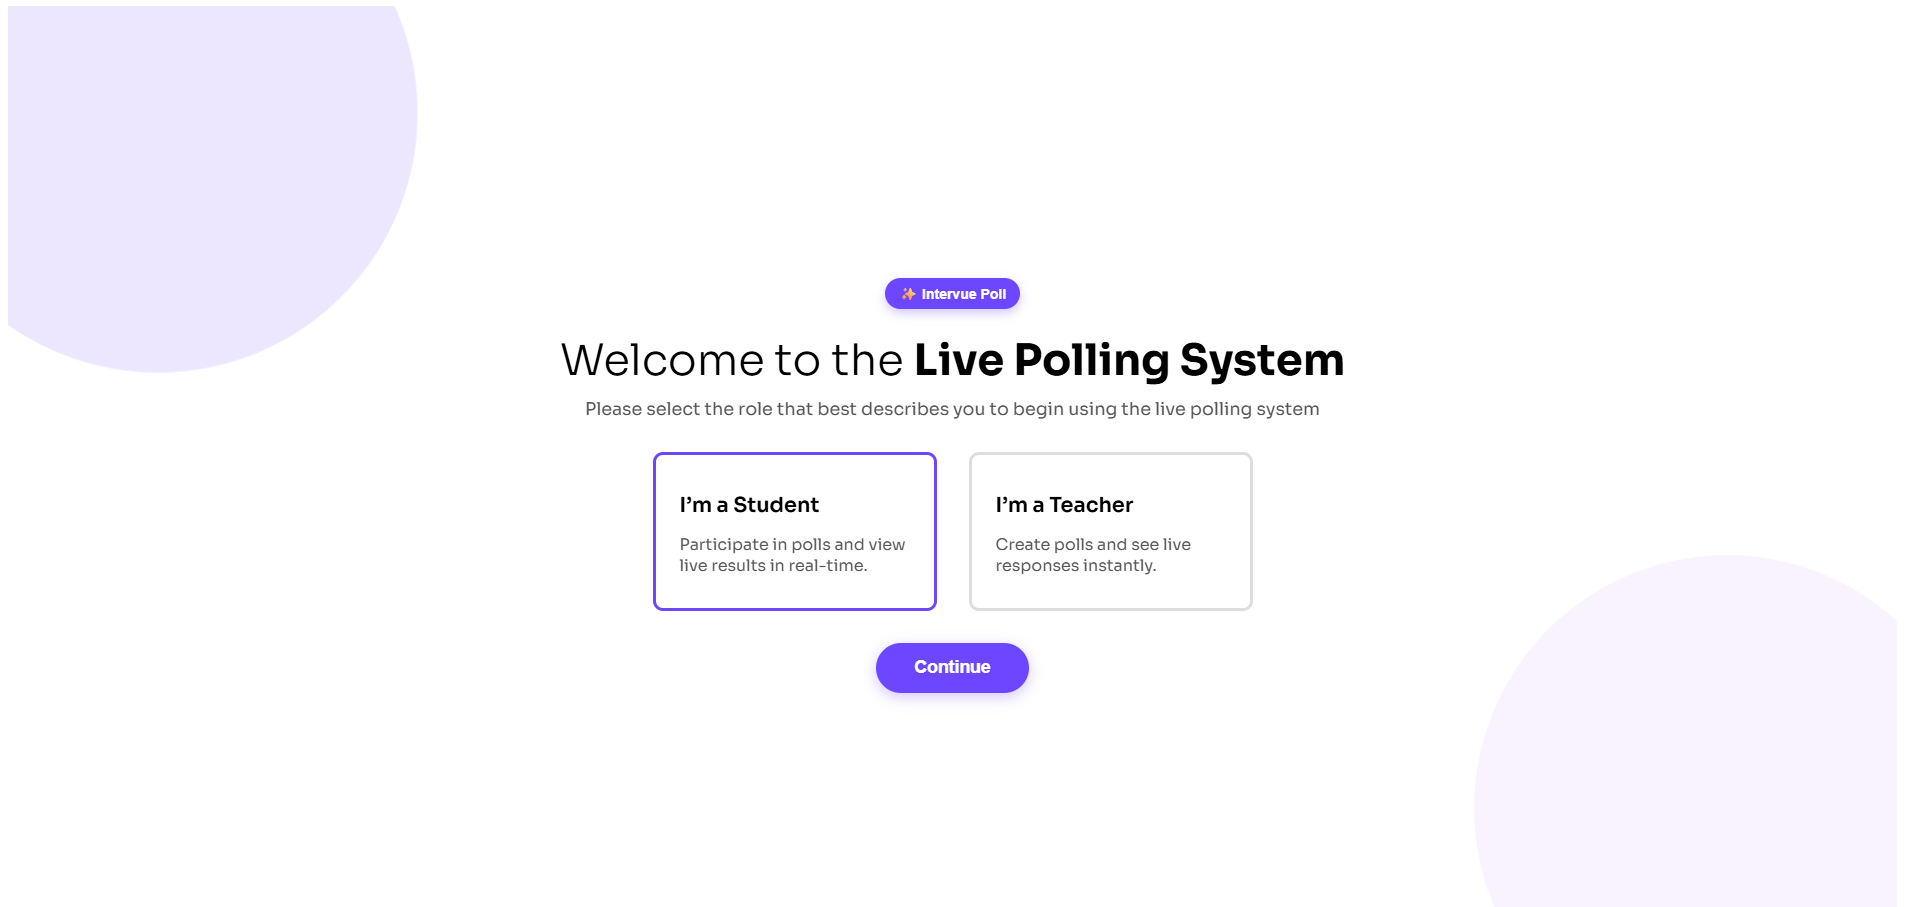 ✨ Intervue Poll
Welcome to the Live Polling System
Please select the role that best describes you to begin using the live polling system
I’m a Student
Participate in polls and view
live results in real-time.
I’m a Teacher
Create polls and see live
responses instantly.
Continue